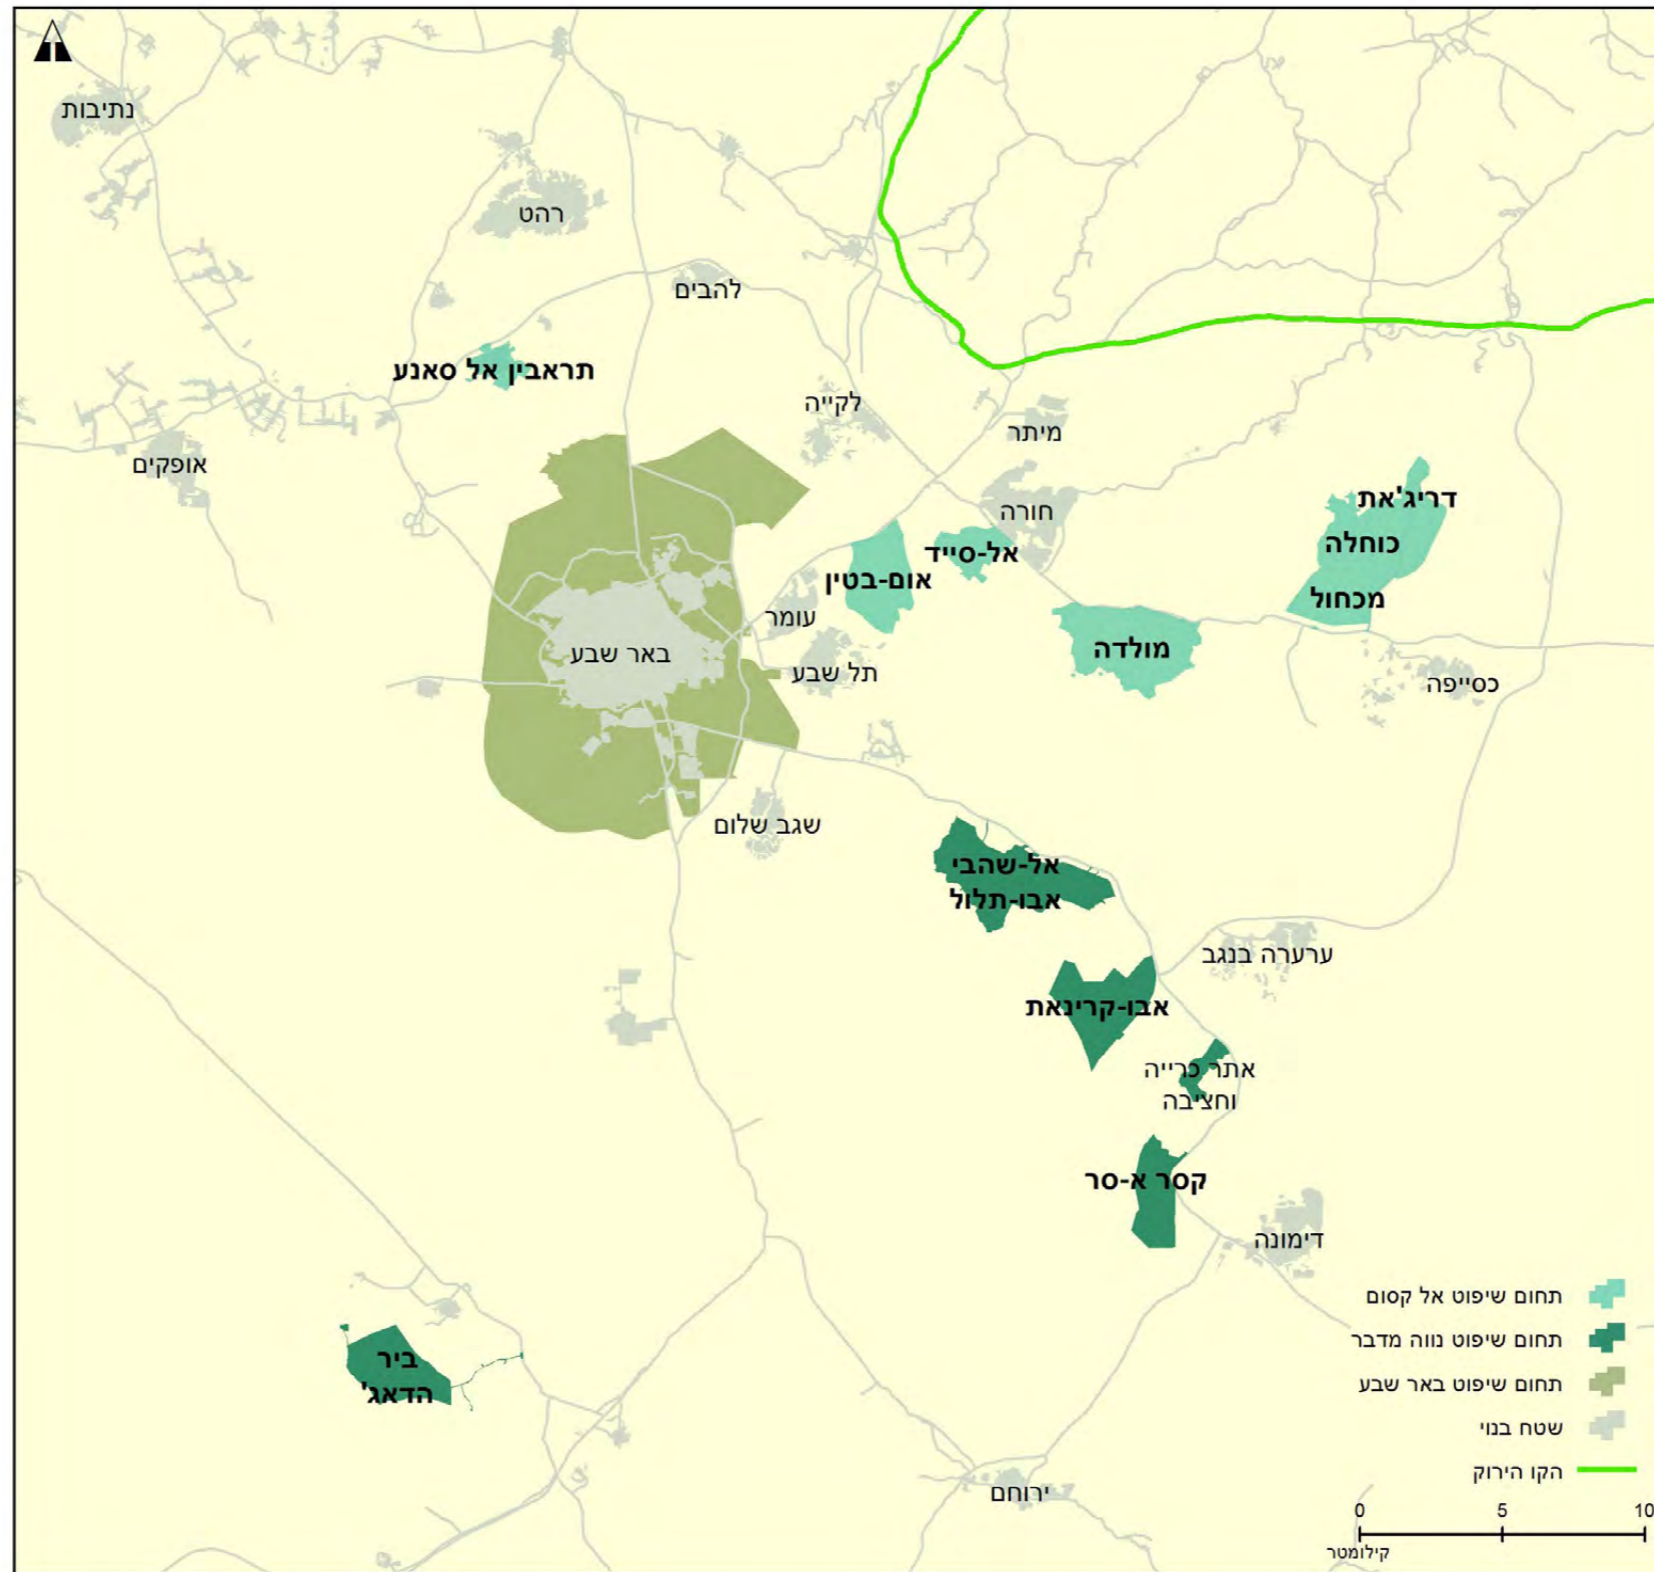 נתיבות
רהט
להבים
תראבין אל סאנע
לקייה
מיתר
אופקים
דריג'את
חורה
כוחלה
אל-סייד
אום-בטין
מכחול
עומר
מולדה
באר שבע
תל שבע
כסייפה
שגב שלום
אל-שהבי
אבו-תלול
ערערה בנגב
אבו-קרינאת
אתר כרייה
וחציבה
קסר א-סר
דימונה
תחום שיפוט אל קסום
תחום שיפוט נווה מדבר
ביר
הדאג'
תחום שיפוט באר שבע
שטח בנוי
הקו הירוק
ירוחם
0 5 10
קילומטר